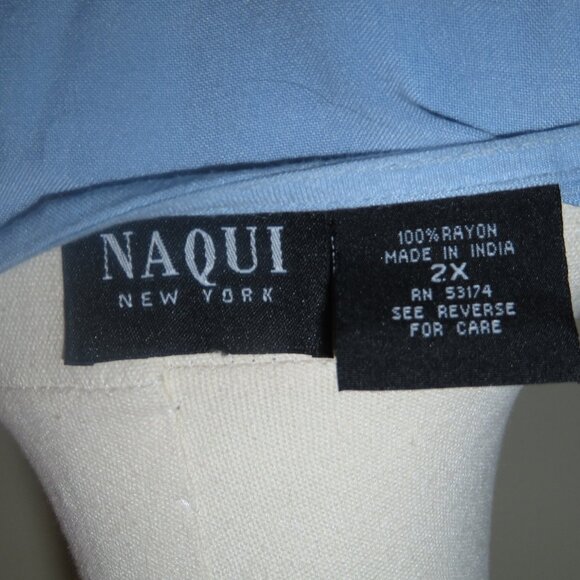 NAQUI
NEW YORK
100% RAYON
MADE IN INDIA
2X
RN 53174
SEE REVERSE
FOR CARE